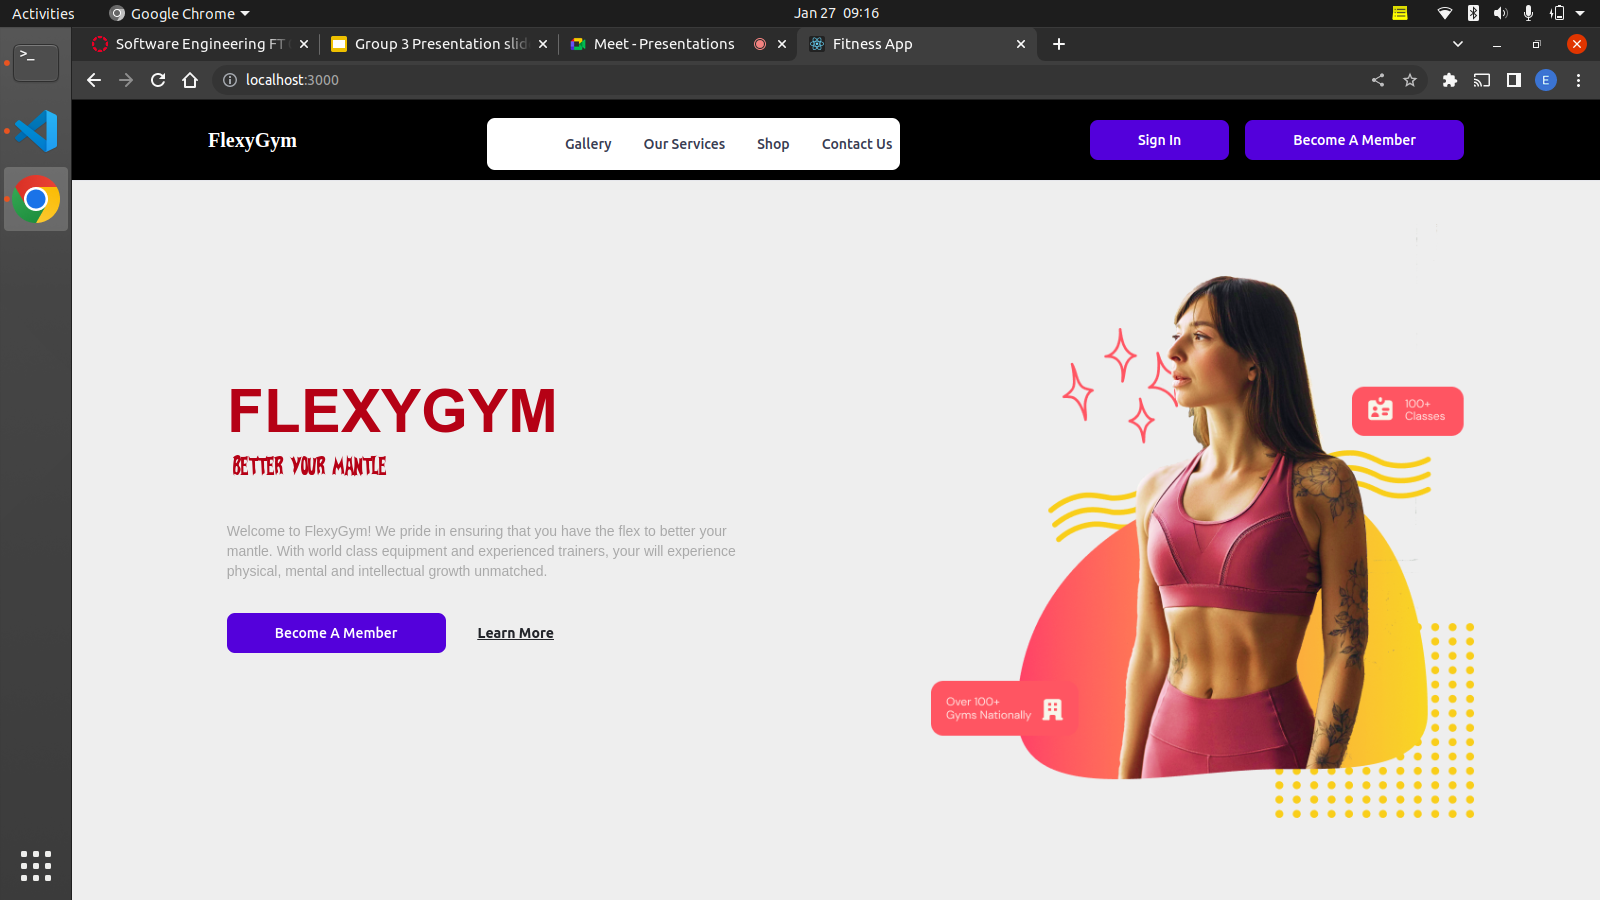 Activities
Google Chrome
Jan 27 09:16
Software Engineering FT
Group 3 Presentation slid
Meet - Presentations
Fitness App
localhost:3000
E
FlexyGym
Gallery
Our Services
Shop
Contact Us
Sign In
Become A Member
FLEXYGYM
BETTER YOUR MANTLE
Welcome to FlexyGym! We pride in ensuring that you have the flex to better your
mantle. With world class equipment and experienced trainers, your will experience
physical, mental and intellectual growth unmatched.
Become A Member
Learn More
100+
Classes
Over 100+
Gyms Nationally